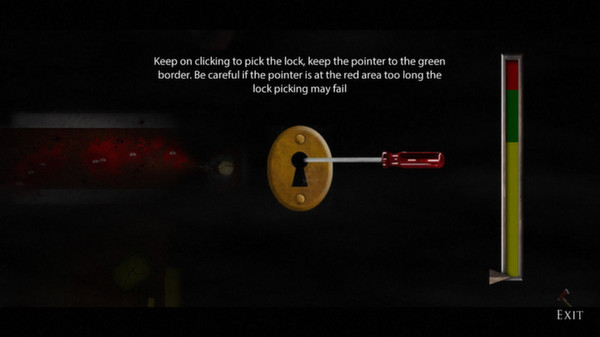 Keep on clicking to pick the lock, keep the pointer to the green
border. Be careful if the pointer is at the red area too long the
lock picking may fail
Exit